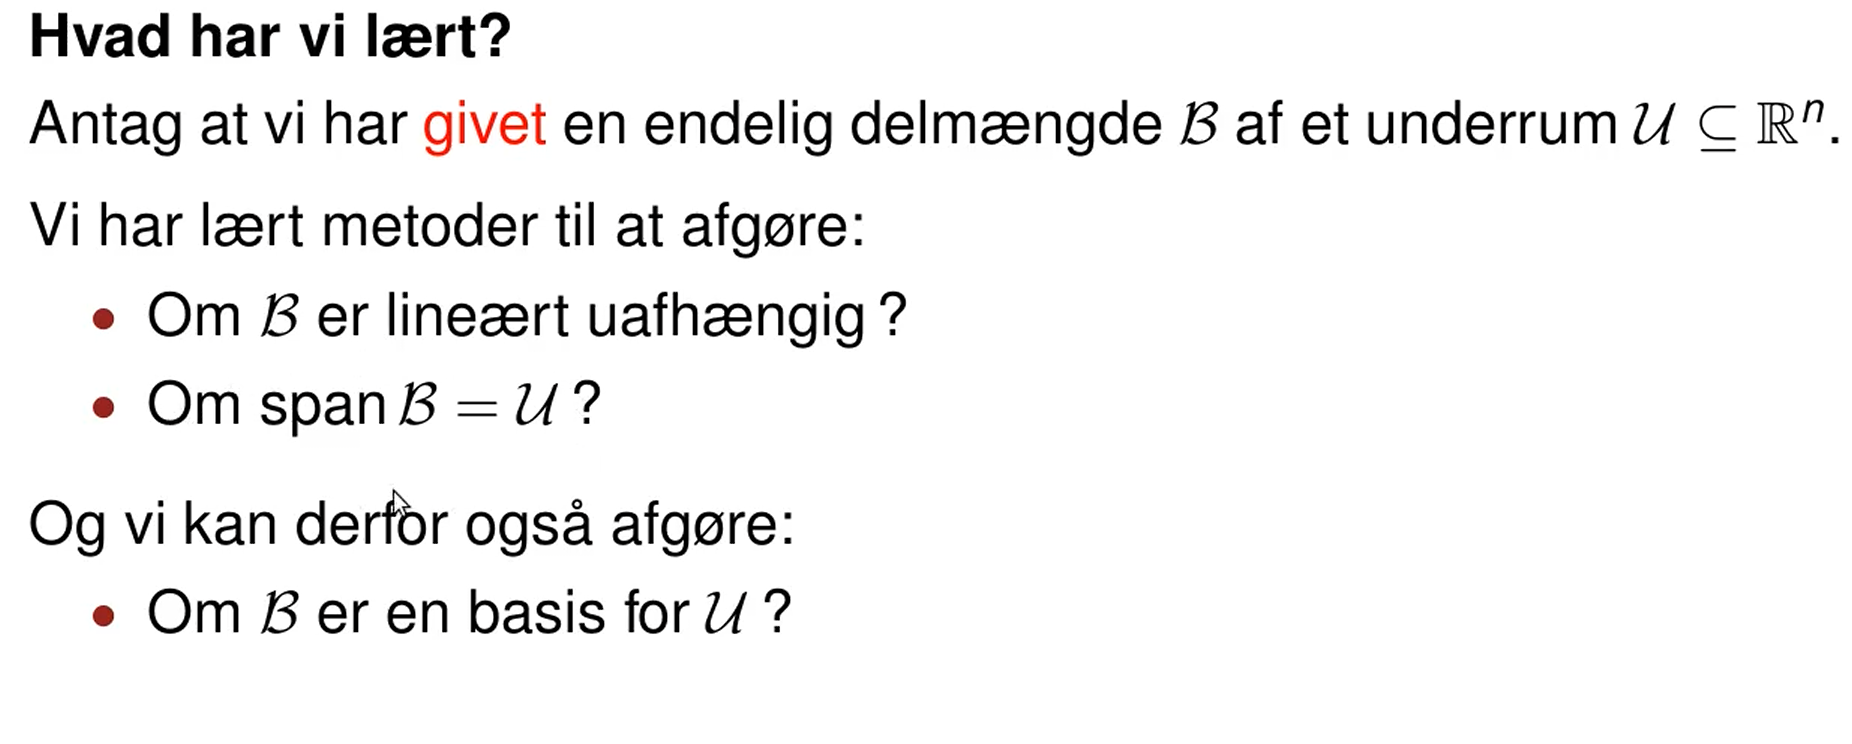 Hvad har vi lært?
Antag at vi har givet en endelig delmængde ℬ af et underrum 𝒰 ⊆ ℝⁿ.
Vi har lært metoder til at afgøre:
• Om ℬ er lineært uafhængig ?
• Om span ℬ = 𝒰 ?
Og vi kan derfor også afgøre:
• Om ℬ er en basis for 𝒰 ?